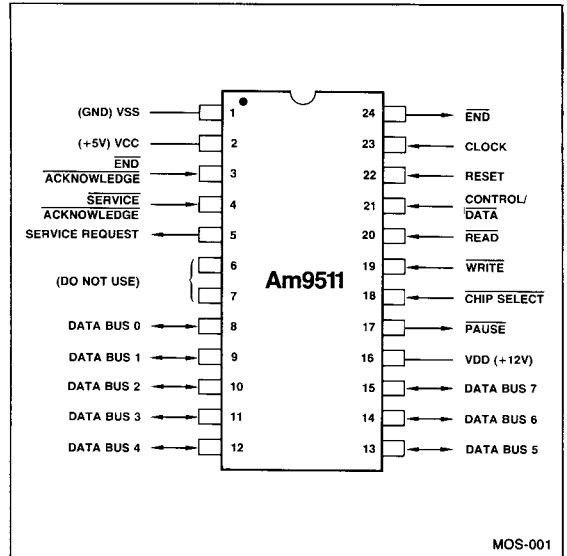 (GND) VSS
(+5V) VCC
END
ACKNOWLEDGE
SERVICE
ACKNOWLEDGE
SERVICE REQUEST
(DO NOT USE)
DATA BUS 0
DATA BUS 1
DATA BUS 2
DATA BUS 3
DATA BUS 4
1
2
3
4
5
6
7
8
9
10
11
12
Am9511
24
23
22
21
20
19
18
17
16
15
14
13
END
CLOCK
RESET
CONTROL/
DATA
READ
WRITE
CHIP SELECT
PAUSE
VDD (+12V)
DATA BUS 7
DATA BUS 6
DATA BUS 5
MOS-001